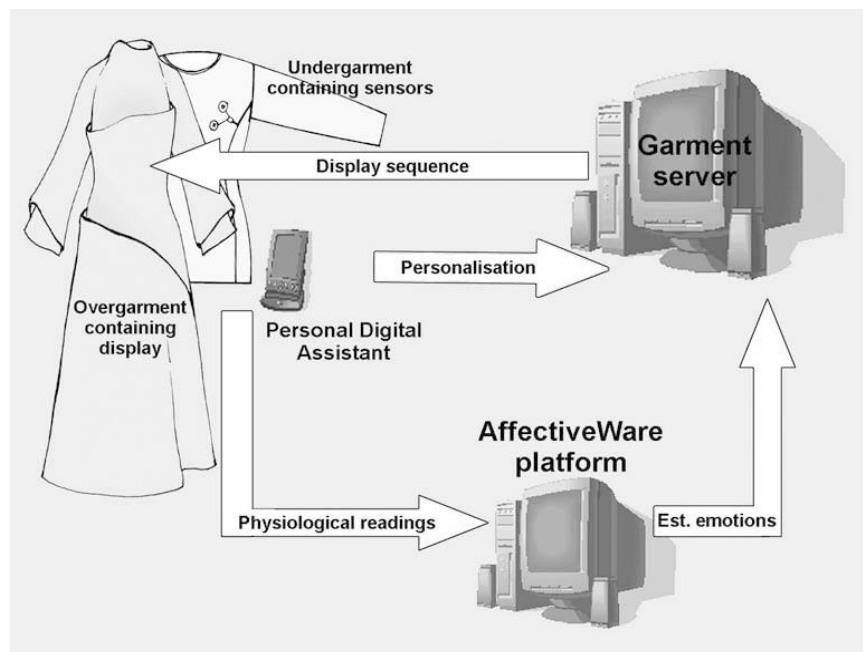 Undergarment
containing sensors
Garment
server
Display sequence
Personalisation
Overgarment
containing
display
Personal Digital
Assistant
AffectiveWare
platform
Physiological readings
Est. emotions